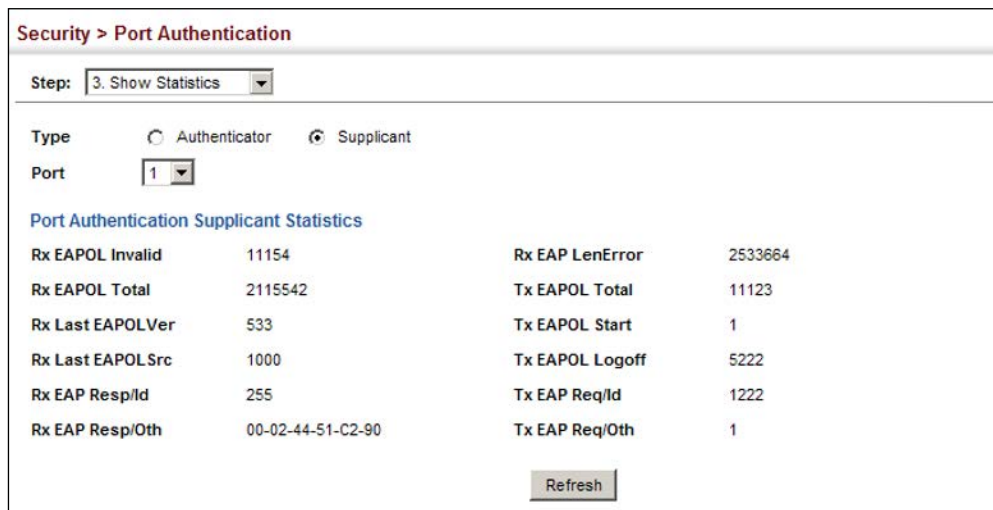 Security > Port Authentication
Step: 3. Show Statistics
Type Authenticator Supplicant
Port 1
Port Authentication Supplicant Statistics
Rx EAPOL Invalid 11154 Rx EAP LenError 2533664
Rx EAPOL Total 2115542 Tx EAPOL Total 11123
Rx Last EAPOLVer 533 Tx EAPOL Start 1
Rx Last EAPOLSrc 1000 Tx EAPOL Logoff 5222
Rx EAP Resp/Id 255 Tx EAP Req/Id 1222
Rx EAP Resp/Oth 00-02-44-51-C2-90 Tx EAP Req/Oth 1
Refresh